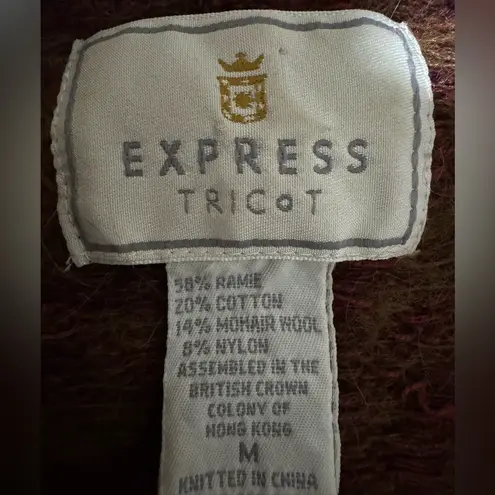 EXPRESS
TRICOT
58% RAMIE
20% COTTON
14% MOHAIR WOOL
8% NYLON
ASSEMBLED IN THE
BRITISH CROWN
COLONY OF
HONG KONG
M
KNITTED IN CHINA